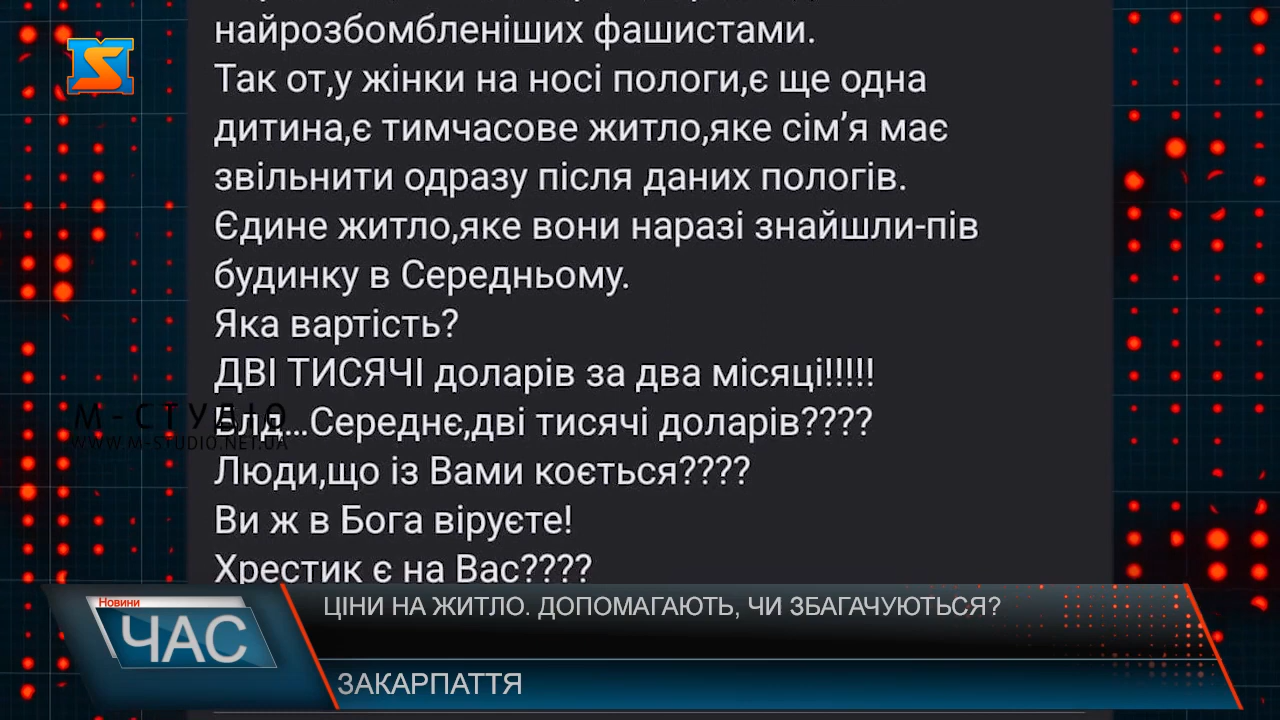 найрозбомбленіших фашистами.
Так от,у жінки на носі пологи,є ще одна
дитина,є тимчасове житло,яке сім’я має
звільнити одразу після даних пологів.
Єдине житло,яке вони наразі знайшли-пів
будинку в Середньому.
Яка вартість?
ДВІ ТИСЯЧІ доларів за два місяці!!!!!
М-СТУДІО
Блд...Середнє,дві тисячі доларів????
WWW.M-STUDIO.NET.UA
Люди,що із Вами коється????
Ви ж в Бога віруєте!
Хрестик є на Вас????
Новини
ЧАС
ЦІНИ НА ЖИТЛО. ДОПОМАГАЮТЬ, ЧИ ЗБАГАЧУЮТЬСЯ?
ЗАКАРПАТТЯ